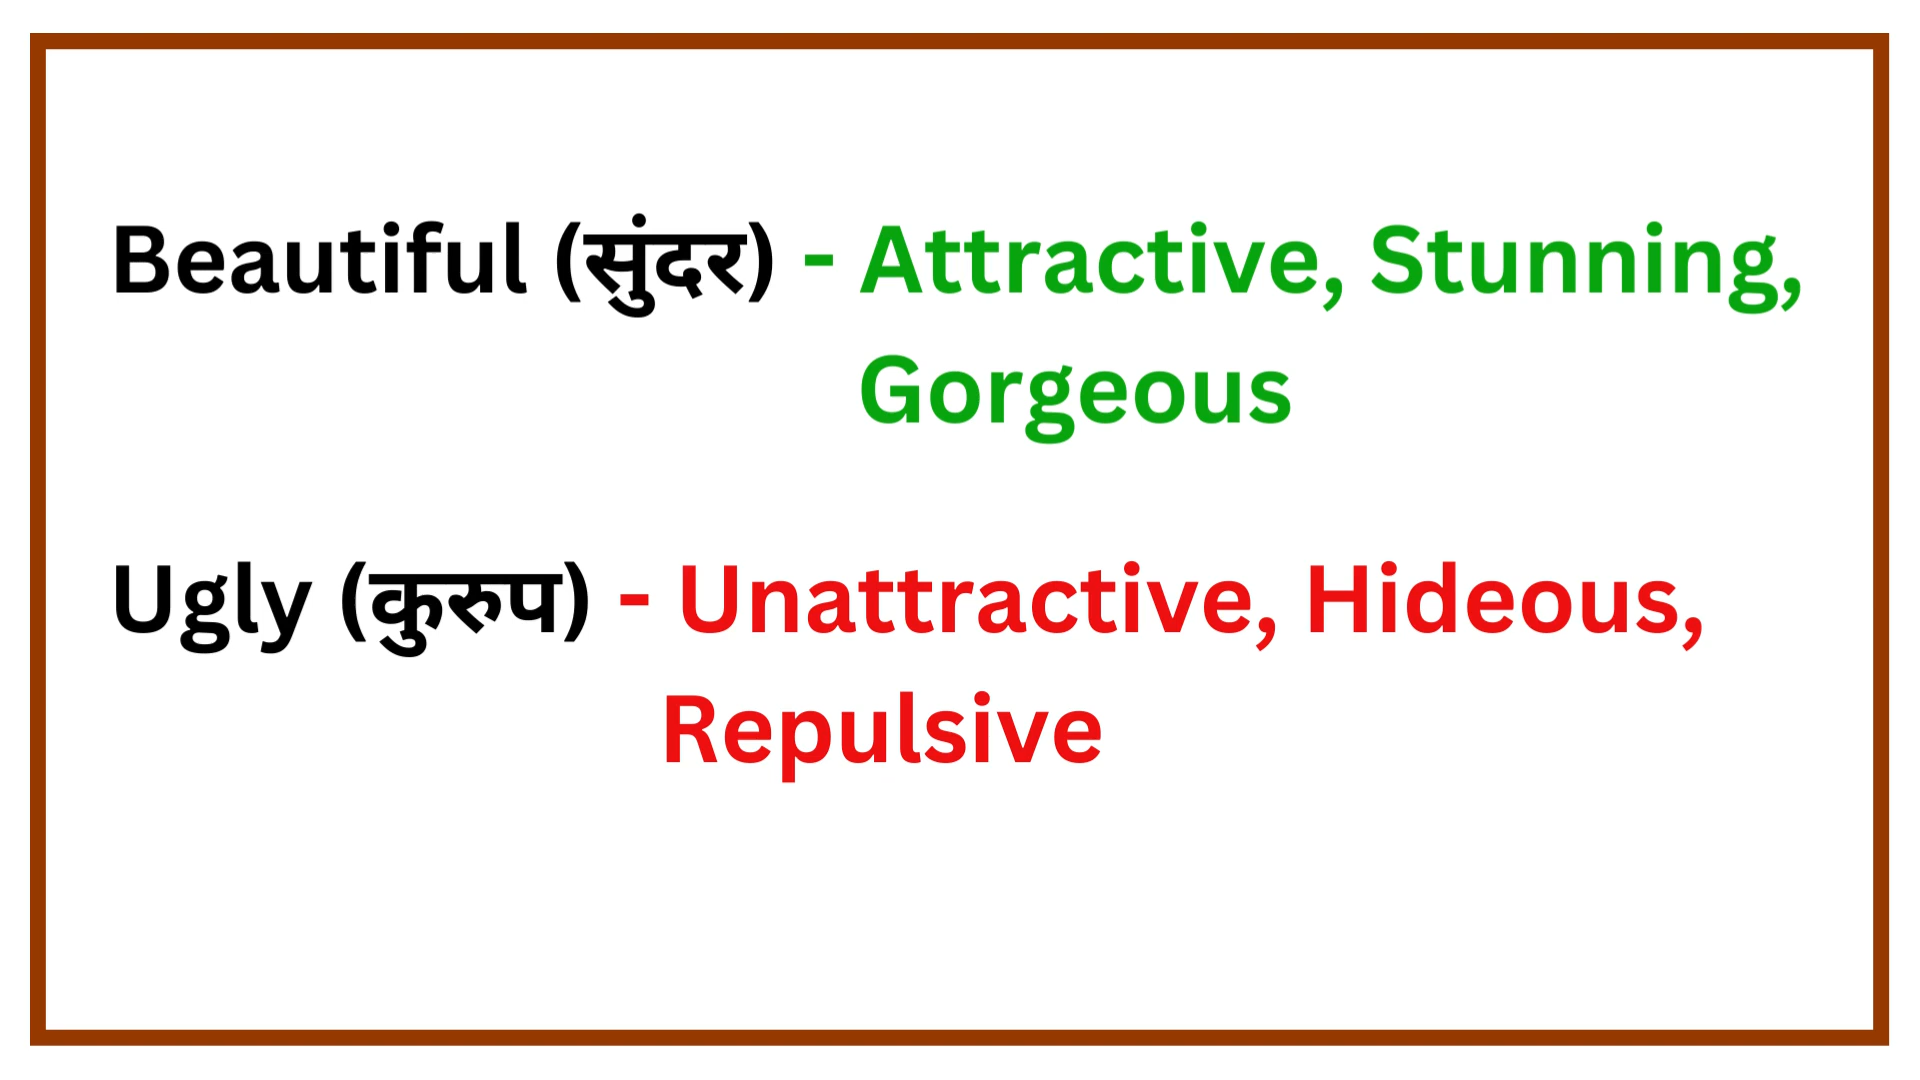 Beautiful (सुंदर) - Attractive, Stunning,
Gorgeous
Ugly (कुरुप) - Unattractive, Hideous,
Repulsive